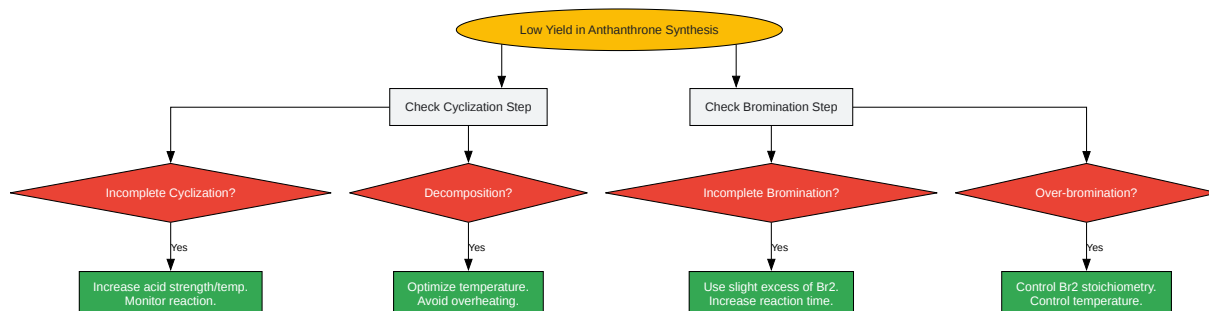 Low Yield in Anthanthrone Synthesis
Check Cyclization Step
Check Bromination Step
Incomplete Cyclization?
Decomposition?
Incomplete Bromination?
Over-bromination?
Yes
Yes
Yes
Yes
Increase acid strength/temp.
Monitor reaction.
Optimize temperature.
Avoid overheating.
Use slight excess of Br2.
Increase reaction time.
Control Br2 stoichiometry.
Control temperature.